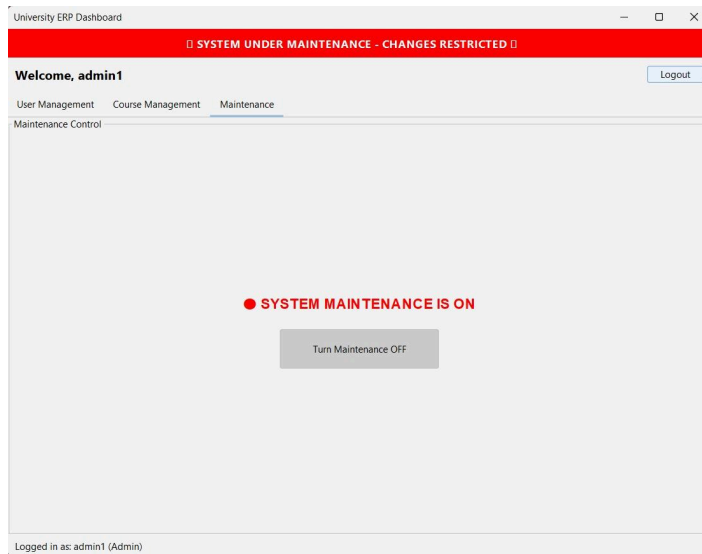 University ERP Dashboard
▯ SYSTEM UNDER MAINTENANCE - CHANGES RESTRICTED ▯
Welcome, admin1
Logout
User Management Course Management Maintenance
Maintenance Control
SYSTEM MAINTENANCE IS ON
Turn Maintenance OFF
Logged in as: admin1 (Admin)